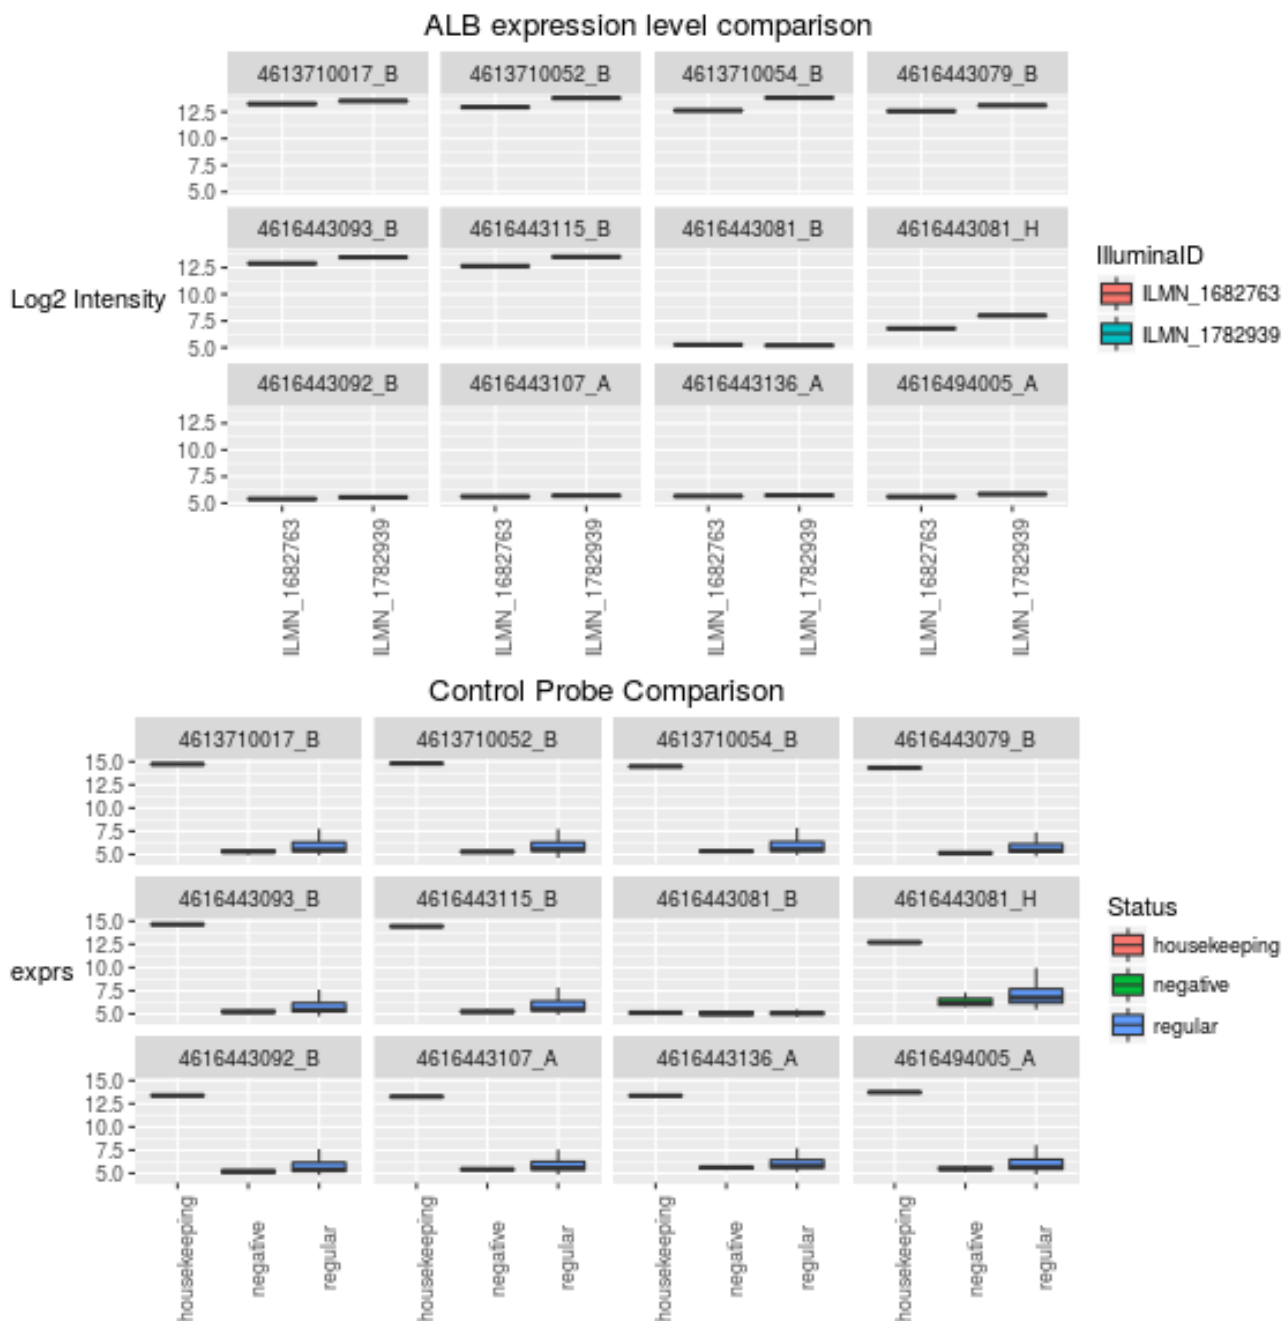 ALB expression level comparison
4613710017_B 4613710052_B 4613710054_B 4616443079_B
12.5
10.0
7.5
5.0
4616443093_B 4616443115_B 4616443081_B 4616443081_H
12.5
10.0
7.5
5.0
Log2 Intensity
IlluminaID
ILMN_1682763
ILMN_1782939
4616443092_B 4616443107_A 4616443136_A 4616494005_A
12.5
10.0
7.5
5.0
ILMN_1682763 ILMN_1782939 ILMN_1682763 ILMN_1782939 ILMN_1682763 ILMN_1782939 ILMN_1682763 ILMN_1782939
Control Probe Comparison
4613710017_B 4613710052_B 4613710054_B 4616443079_B
15.0
12.5
10.0
7.5
5.0
4616443093_B 4616443115_B 4616443081_B 4616443081_H
15.0
12.5
10.0
7.5
5.0
exprs
Status
housekeeping
negative
regular
4616443092_B 4616443107_A 4616443136_A 4616494005_A
15.0
12.5
10.0
7.5
5.0
housekeeping negative regular housekeeping negative regular housekeeping negative regular housekeeping negative regular